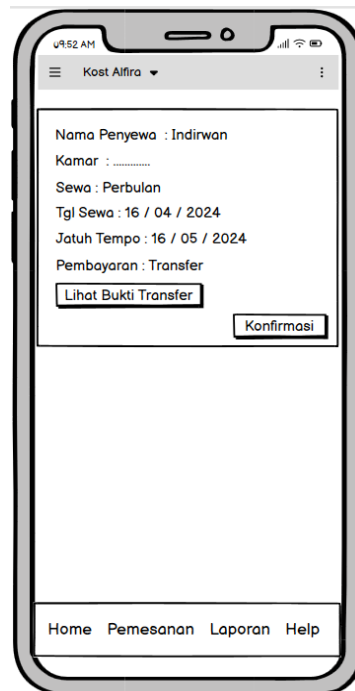 09:52 AM
Kost Alfira
Nama Penyewa : Indirwan
Kamar : .............
Sewa : Perbulan
Tgl Sewa : 16 / 04 / 2024
Jatuh Tempo : 16 / 05 / 2024
Pembayaran : Transfer
Lihat Bukti Transfer
Konfirmasi
Home Pemesanan Laporan Help